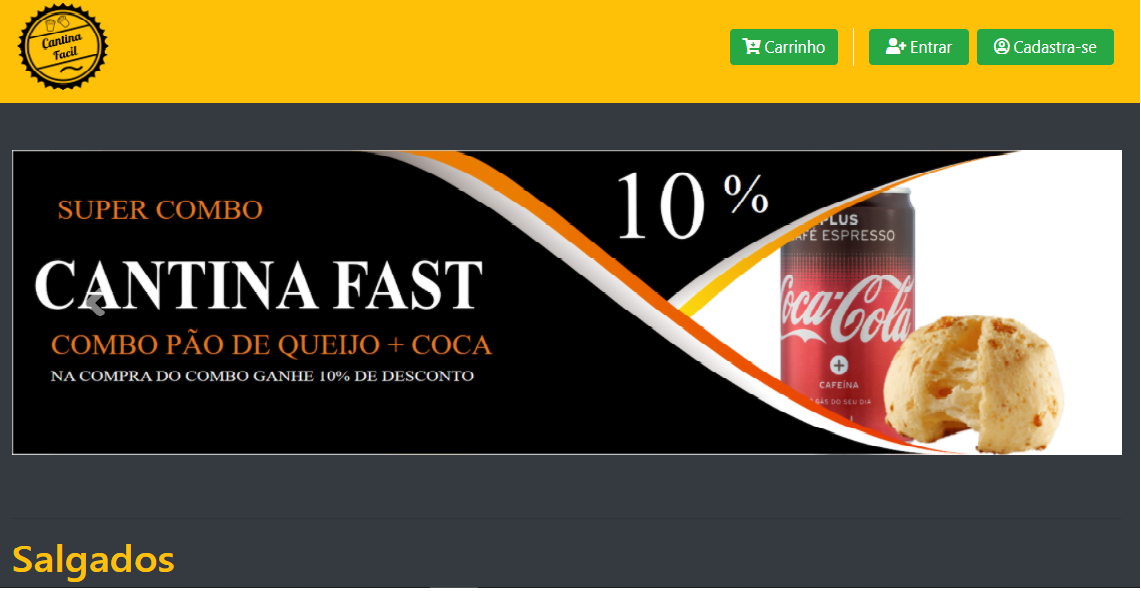 Cantina
Facil
Carrinho
Entrar
Cadastra-se
SUPER COMBO
10 %
CANTINA FAST
COMBO PÃO DE QUEIJO + COCA
NA COMPRA DO COMBO GANHE 10% DE DESCONTO
PLUS
CAFÉ ESPRESSO
Coca-Cola
+
CAFEÍNA
GÁS DO SEU DIA
Salgados